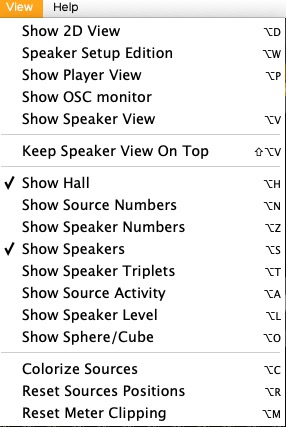 View Help
Show 2D View ⌥D
Speaker Setup Edition ⌥W
Show Player View ⌥P
Show OSC monitor
Show Speaker View ⌥V
Keep Speaker View On Top ⇧⌥V
✓ Show Hall ⌥H
Show Source Numbers ⌥N
Show Speaker Numbers ⌥Z
✓ Show Speakers ⌥S
Show Speaker Triplets ⌥T
Show Source Activity ⌥A
Show Speaker Level ⌥L
Show Sphere/Cube ⌥O
Colorize Sources ⌥C
Reset Sources Positions ⌥R
Reset Meter Clipping ⌥M